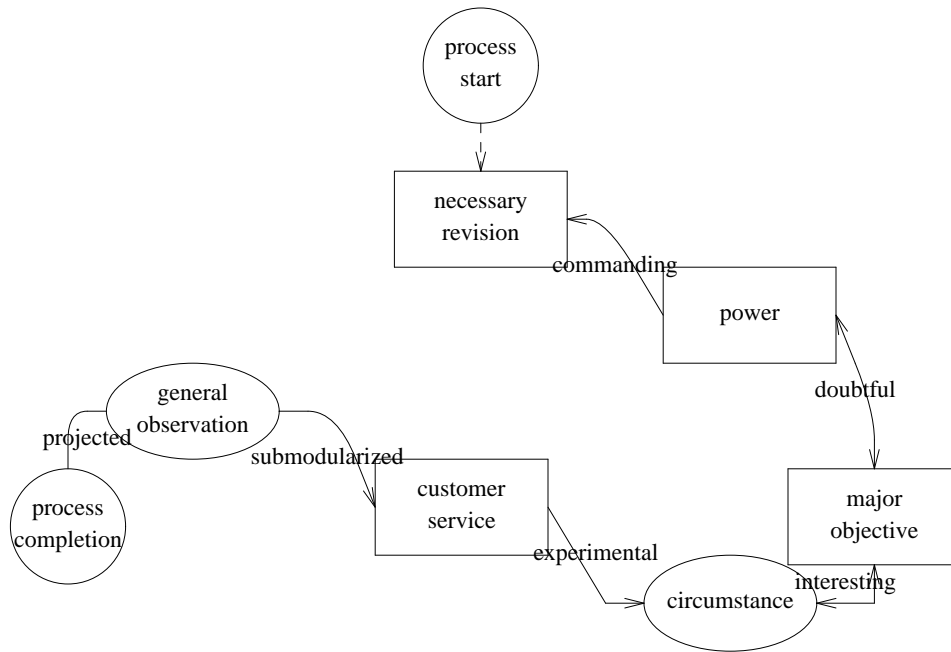 process
start
necessary
revision
commanding
power
general
observation
doubtful
projected
submodularized
customer
service
major
objective
process
completion
experimental
interesting
circumstance